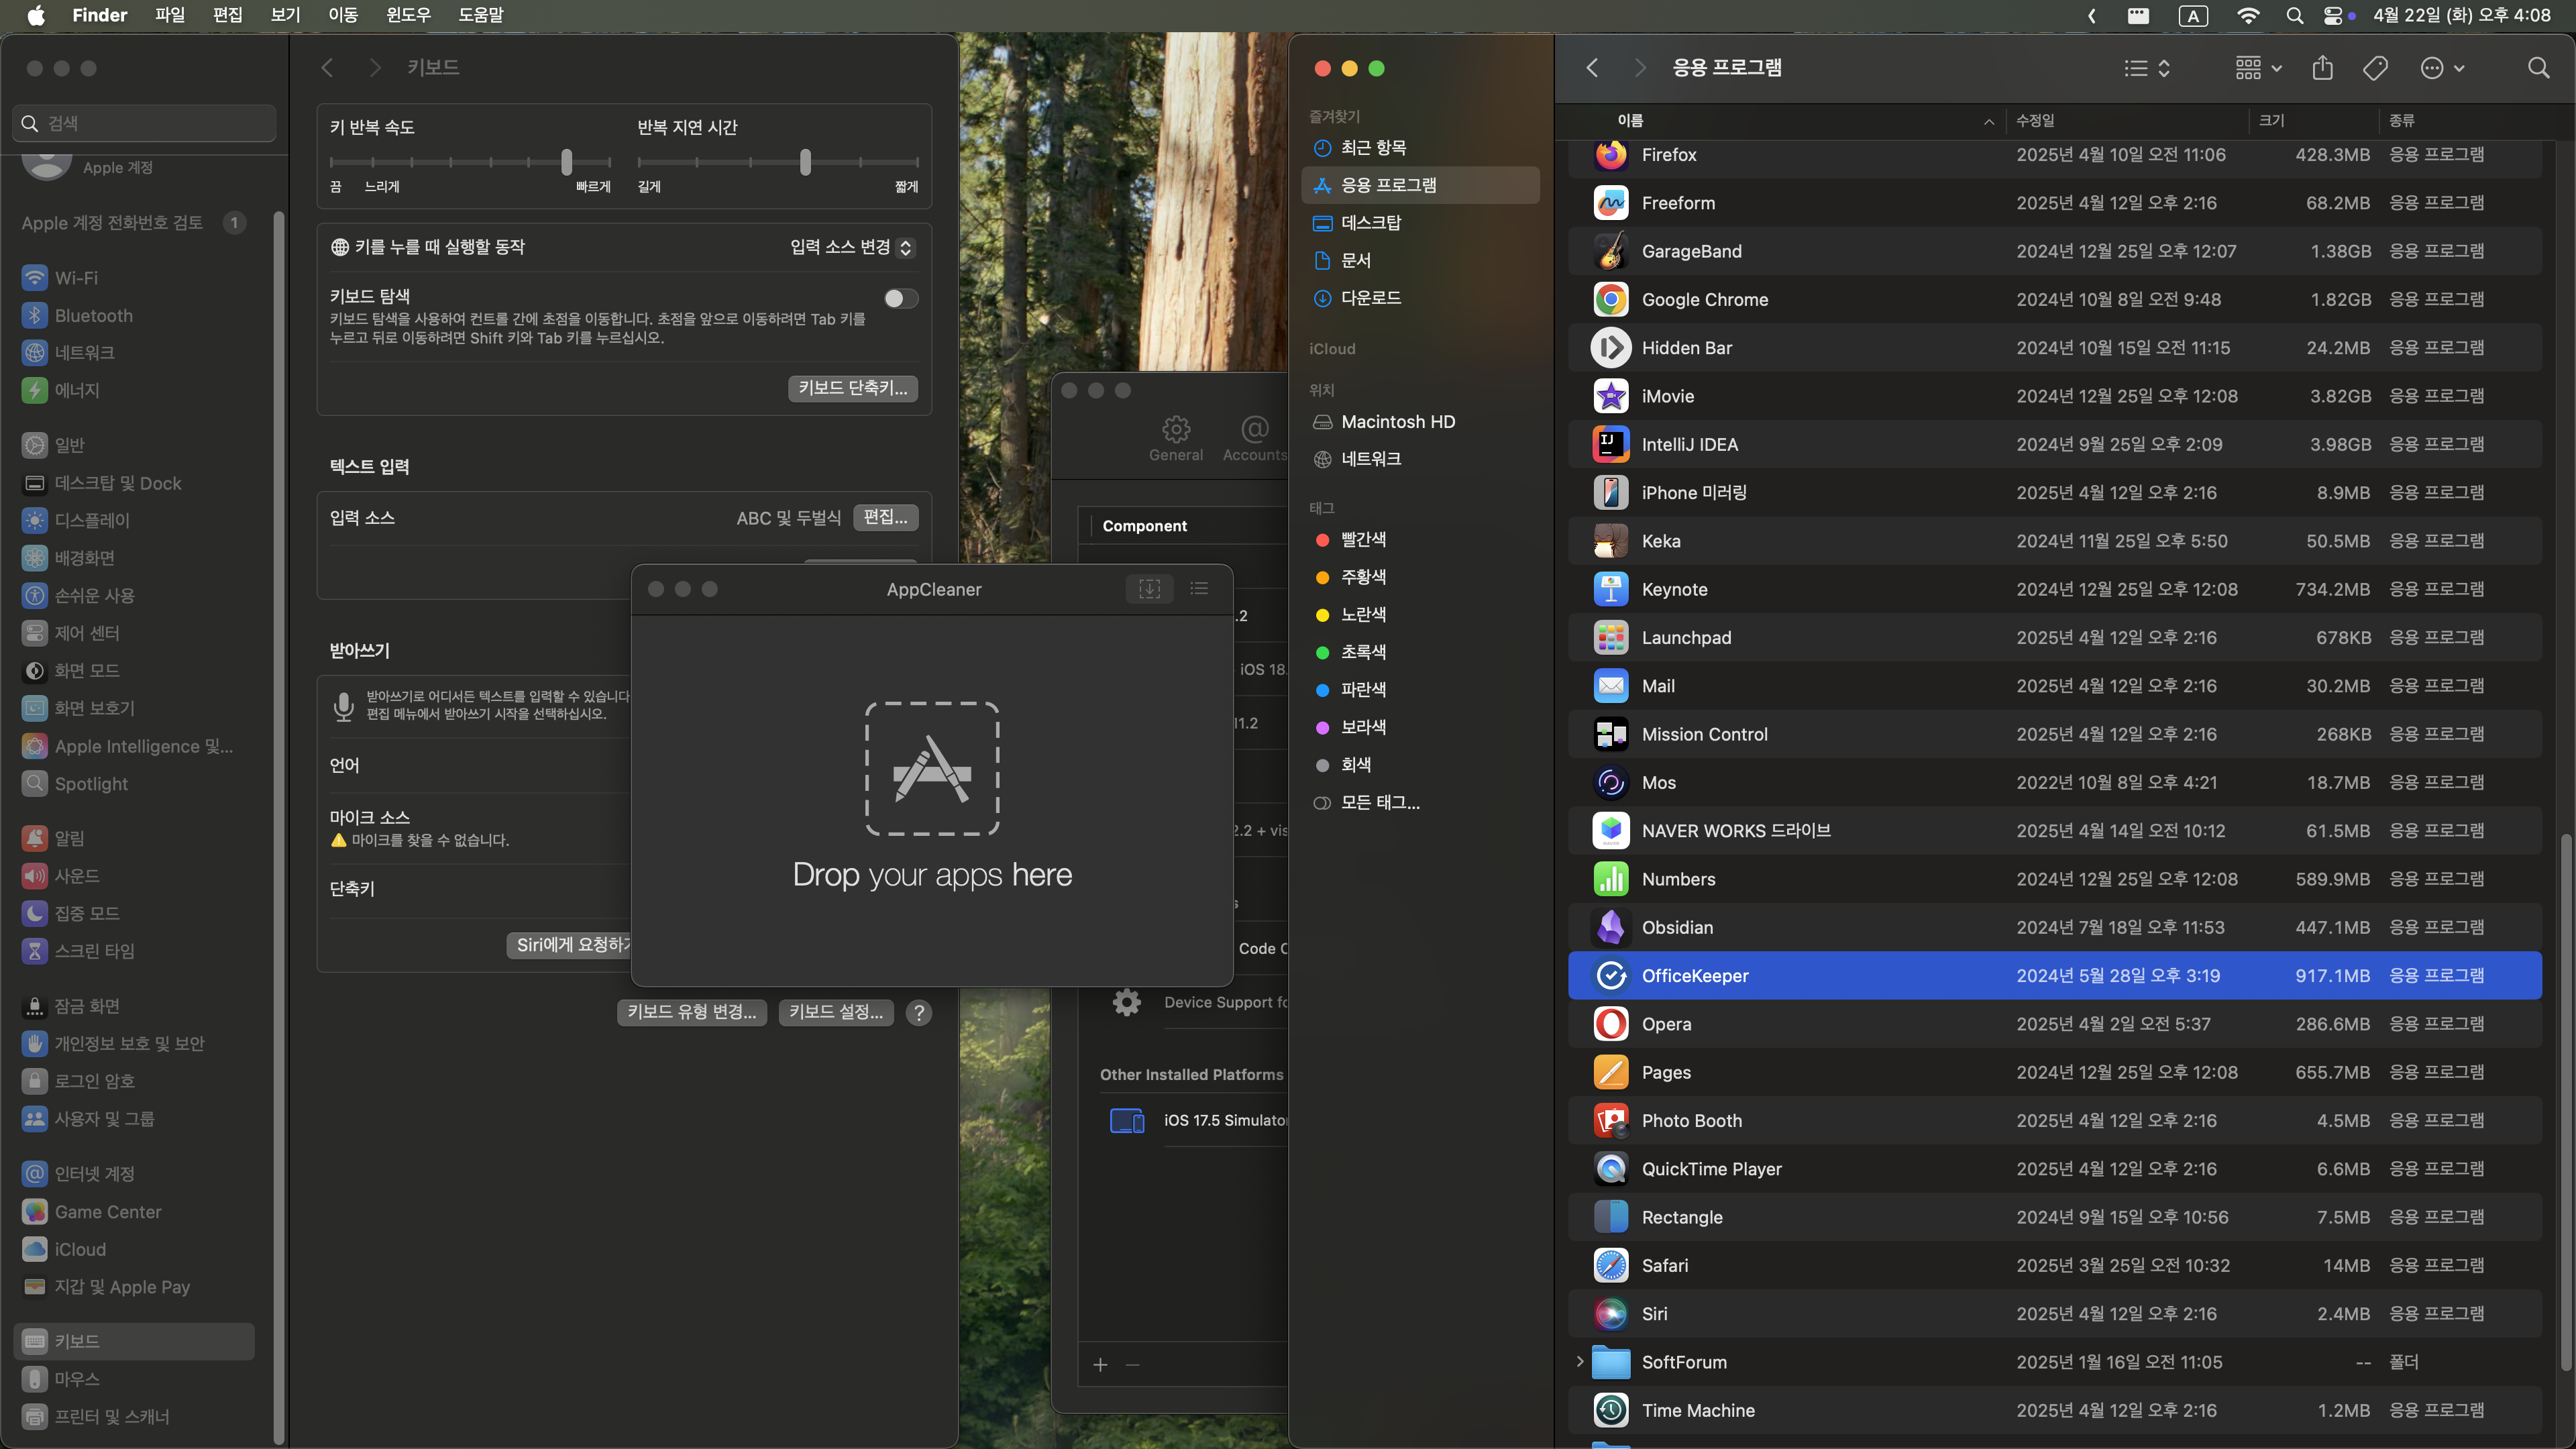 Finder 파일 편집 보기 이동 윈도우 도움말
A 4월 22일 (화) 오후 4:08
검색
Apple 계정
Apple 계정 전화번호 검토 1
Wi-Fi
Bluetooth
네트워크
에너지
일반
데스크탑 및 Dock
디스플레이
배경화면
손쉬운 사용
제어 센터
화면 모드
화면 보호기
Apple Intelligence 및...
Spotlight
알림
사운드
집중 모드
스크린 타임
잠금 화면
개인정보 보호 및 보안
로그인 암호
사용자 및 그룹
인터넷 계정
Game Center
iCloud
지갑 및 Apple Pay
키보드
마우스
프린터 및 스캐너
키보드
키 반복 속도 반복 지연 시간
끔 느리게 빠르게 길게 짧게
키를 누를 때 실행할 동작 입력 소스 변경
키보드 탐색
키보드 탐색을 사용하여 컨트롤 간에 초점을 이동합니다. 초점을 앞으로 이동하려면 Tab 키를
누르고 뒤로 이동하려면 Shift 키와 Tab 키를 누르십시오.
키보드 단축키...
텍스트 입력
입력 소스 ABC 및 두벌식 편집...
받아쓰기
받아쓰기로 어디서든 텍스트를 입력할 수 있습니다
편집 메뉴에서 받아쓰기 시작을 선택하십시오.
언어
마이크 소스
마이크를 찾을 수 없습니다.
단축키
Siri에게 요청하기
키보드 유형 변경... 키보드 설정... ?
AppCleaner
Drop your apps here
General Accounts
Component
.2
iOS 18.
11.2
2.2 + vis
s
Code C
Device Support fo
Other Installed Platforms
iOS 17.5 Simulator
즐겨찾기
최근 항목
응용 프로그램
데스크탑
문서
다운로드
iCloud
위치
Macintosh HD
네트워크
태그
빨간색
주황색
노란색
초록색
파란색
보라색
회색
모든 태그...
응용 프로그램
이름 수정일 크기 종류
Firefox 2025년 4월 10일 오전 11:06 428.3MB 응용 프로그램
Freeform 2025년 4월 12일 오후 2:16 68.2MB 응용 프로그램
GarageBand 2024년 12월 25일 오후 12:07 1.38GB 응용 프로그램
Google Chrome 2024년 10월 8일 오전 9:48 1.82GB 응용 프로그램
Hidden Bar 2024년 10월 15일 오전 11:15 24.2MB 응용 프로그램
iMovie 2024년 12월 25일 오후 12:08 3.82GB 응용 프로그램
IntelliJ IDEA 2024년 9월 25일 오후 2:09 3.98GB 응용 프로그램
iPhone 미러링 2025년 4월 12일 오후 2:16 8.9MB 응용 프로그램
Keka 2024년 11월 25일 오후 5:50 50.5MB 응용 프로그램
Keynote 2024년 12월 25일 오후 12:08 734.2MB 응용 프로그램
Launchpad 2025년 4월 12일 오후 2:16 678KB 응용 프로그램
Mail 2025년 4월 12일 오후 2:16 30.2MB 응용 프로그램
Mission Control 2025년 4월 12일 오후 2:16 268KB 응용 프로그램
Mos 2022년 10월 8일 오후 4:21 18.7MB 응용 프로그램
NAVER WORKS 드라이브 2025년 4월 14일 오전 10:12 61.5MB 응용 프로그램
Numbers 2024년 12월 25일 오후 12:08 589.9MB 응용 프로그램
Obsidian 2024년 7월 18일 오후 11:53 447.1MB 응용 프로그램
OfficeKeeper 2024년 5월 28일 오후 3:19 917.1MB 응용 프로그램
Opera 2025년 4월 2일 오전 5:37 286.6MB 응용 프로그램
Pages 2024년 12월 25일 오후 12:08 655.7MB 응용 프로그램
Photo Booth 2025년 4월 12일 오후 2:16 4.5MB 응용 프로그램
QuickTime Player 2025년 4월 12일 오후 2:16 6.6MB 응용 프로그램
Rectangle 2024년 9월 15일 오후 10:56 7.5MB 응용 프로그램
Safari 2025년 3월 25일 오전 10:32 14MB 응용 프로그램
Siri 2025년 4월 12일 오후 2:16 2.4MB 응용 프로그램
SoftForum 2025년 1월 16일 오전 11:05 -- 폴더
Time Machine 2025년 4월 12일 오후 2:16 1.2MB 응용 프로그램